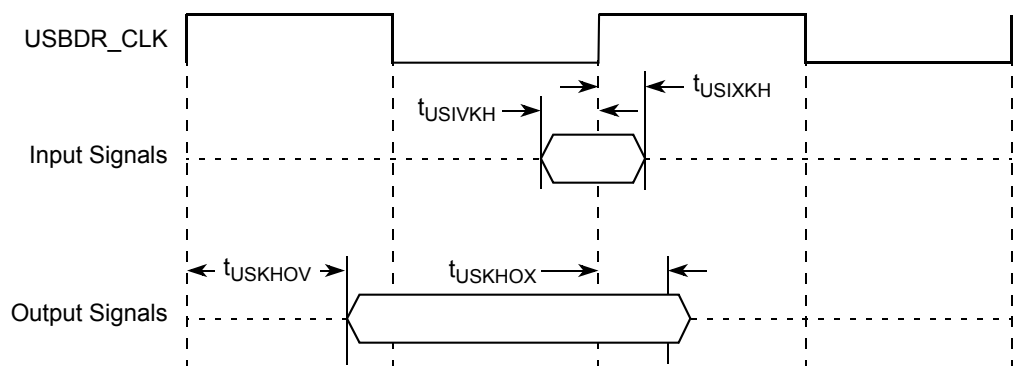 USBDR_CLK
tUSIXKH
tUSIVKH
Input Signals
tUSKHOV
tUSKHOX
Output Signals